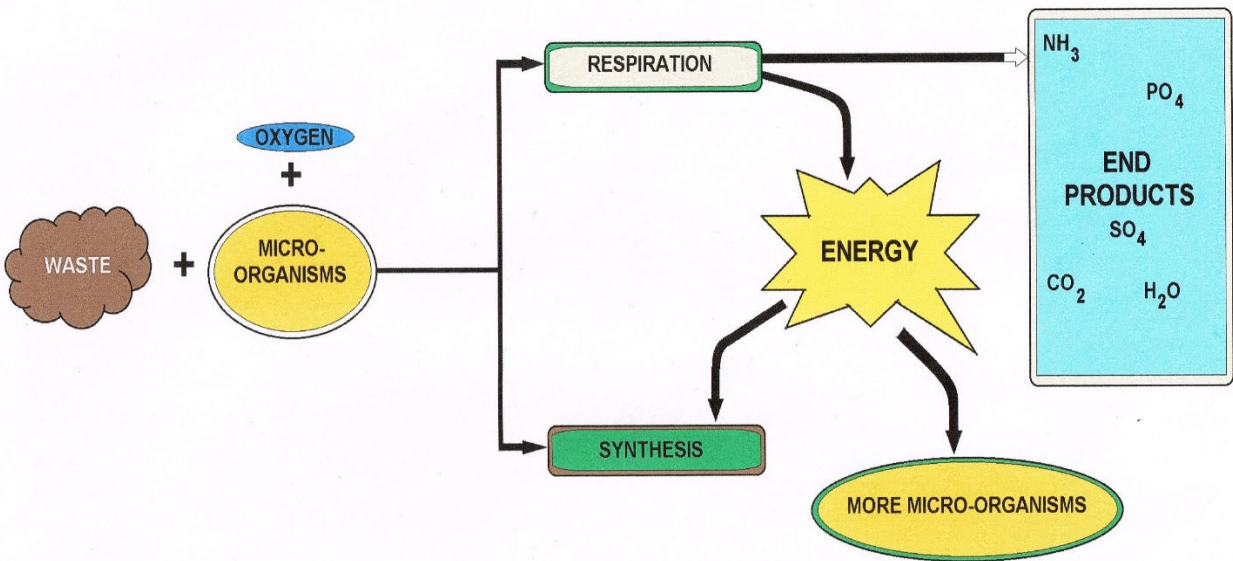 WASTE
+
OXYGEN
+
MICRO-
ORGANISMS
RESPIRATION
ENERGY
SYNTHESIS
MORE MICRO-ORGANISMS
NH₃
PO₄
END
PRODUCTS
SO₄
CO₂
H₂O